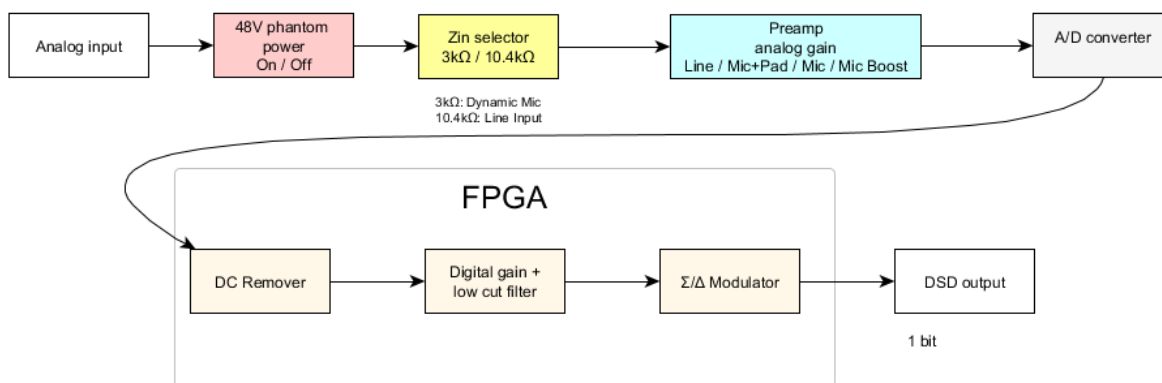 Analog input
48V phantom
power
On / Off
Zin selector
3kΩ / 10.4kΩ
Preamp
analog gain
Line / Mic+Pad / Mic / Mic Boost
A/D converter
3kΩ: Dynamic Mic
10.4kΩ: Line Input
FPGA
DC Remover
Digital gain +
low cut filter
Σ/Δ Modulator
DSD output
1 bit